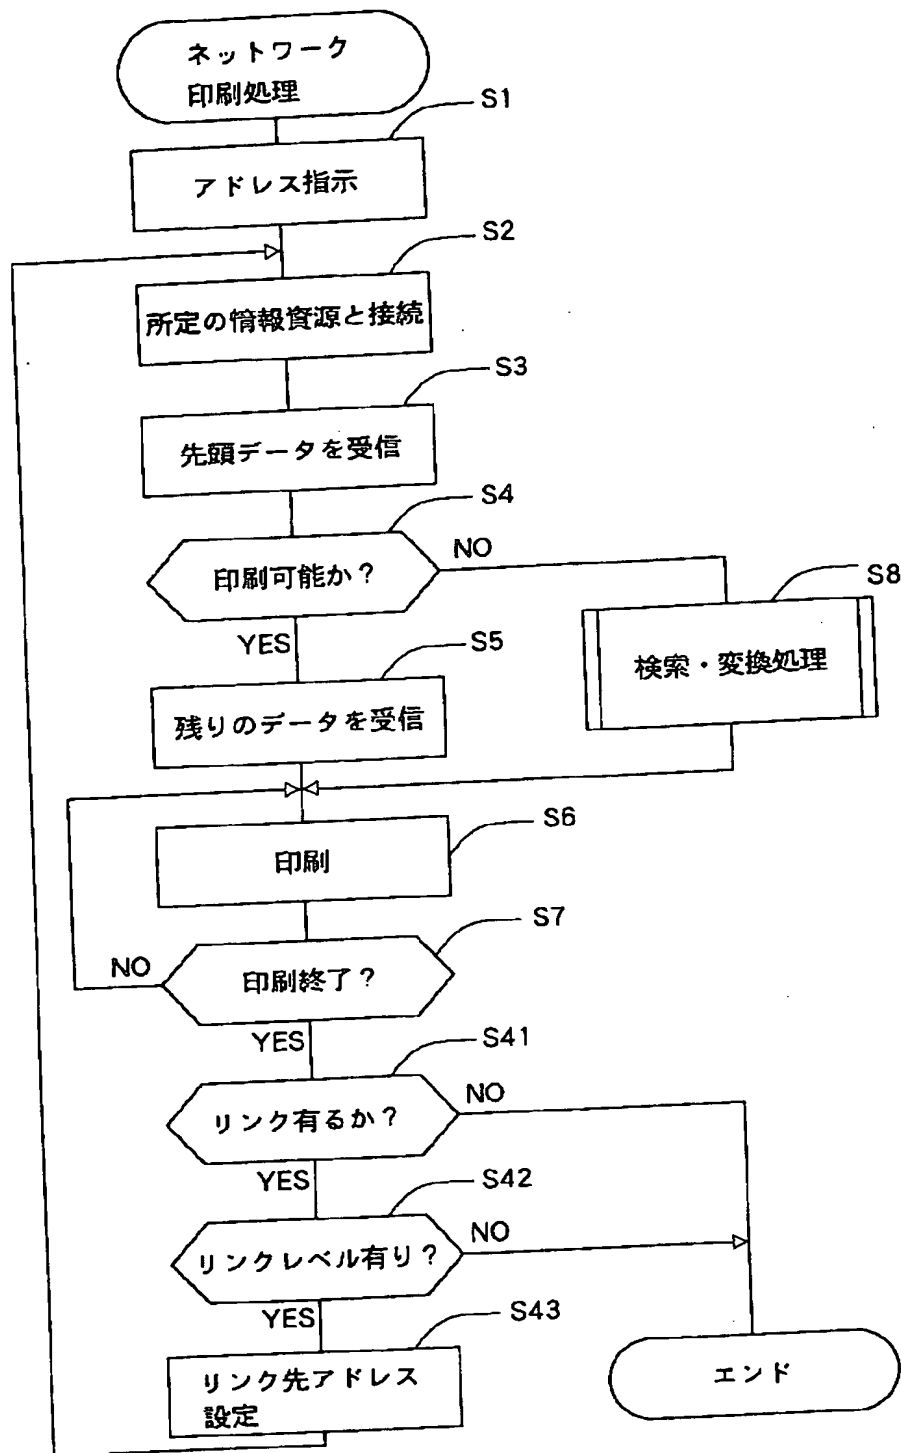 ネットワーク
印刷処理
S1
アドレス指示
S2
所定の情報資源と接続
S3
先頭データを受信
S4
印刷可能か？
NO
S8
検索・変換処理
YES
S5
残りのデータを受信
S6
印刷
S7
印刷終了？
NO
YES
S41
リンク有るか？
NO
YES
S42
リンクレベル有り？
NO
YES
S43
リンク先アドレス
設定
エンド